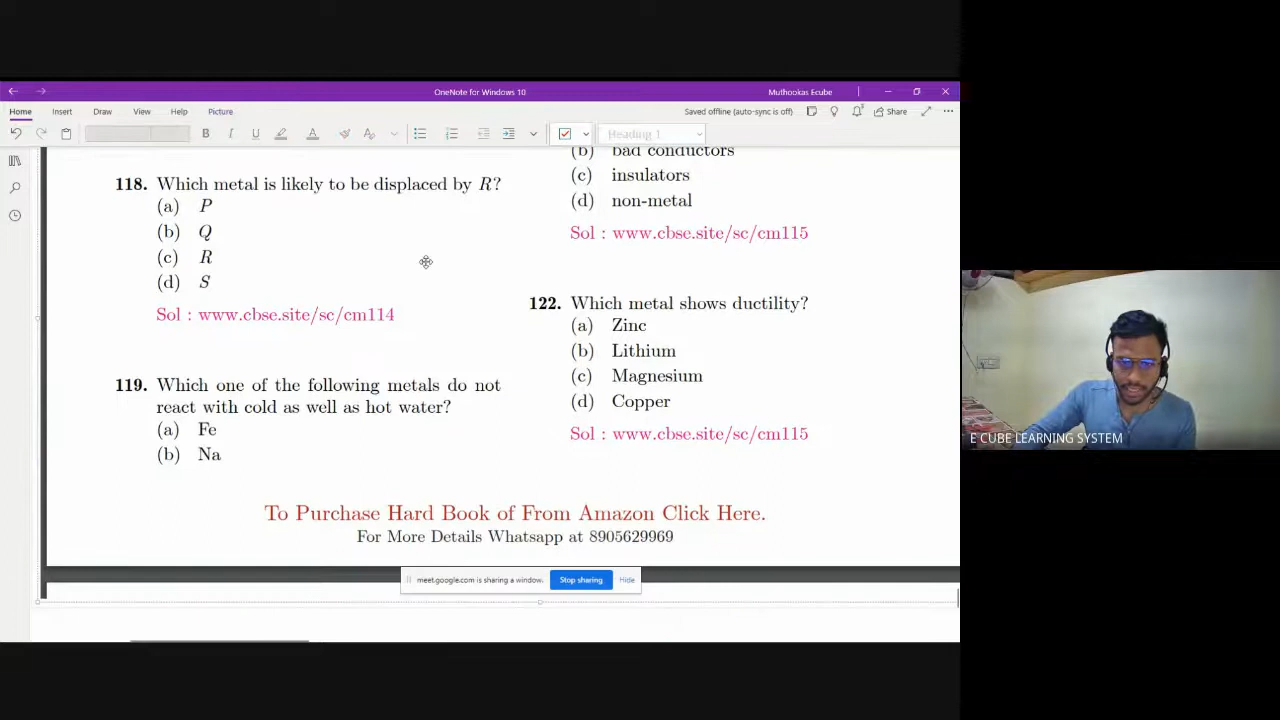 OneNote for Windows 10
Muthookas Ecube
Home Insert Draw View Help Picture
Saved offline (auto-sync is off)
Share
B I U A
Heading 1
118. Which metal is likely to be displaced by R?
(a) P
(b) Q
(c) R
(d) S
Sol : www.cbse.site/sc/cm114
119. Which one of the following metals do not
react with cold as well as hot water?
(a) Fe
(b) Na
(b) bad conductors
(c) insulators
(d) non-metal
Sol : www.cbse.site/sc/cm115
122. Which metal shows ductility?
(a) Zinc
(b) Lithium
(c) Magnesium
(d) Copper
Sol : www.cbse.site/sc/cm115
To Purchase Hard Book of From Amazon Click Here.
For More Details Whatsapp at 8905629969
meet.google.com is sharing a window. Stop sharing Hide
E CUBE LEARNING SYSTEM